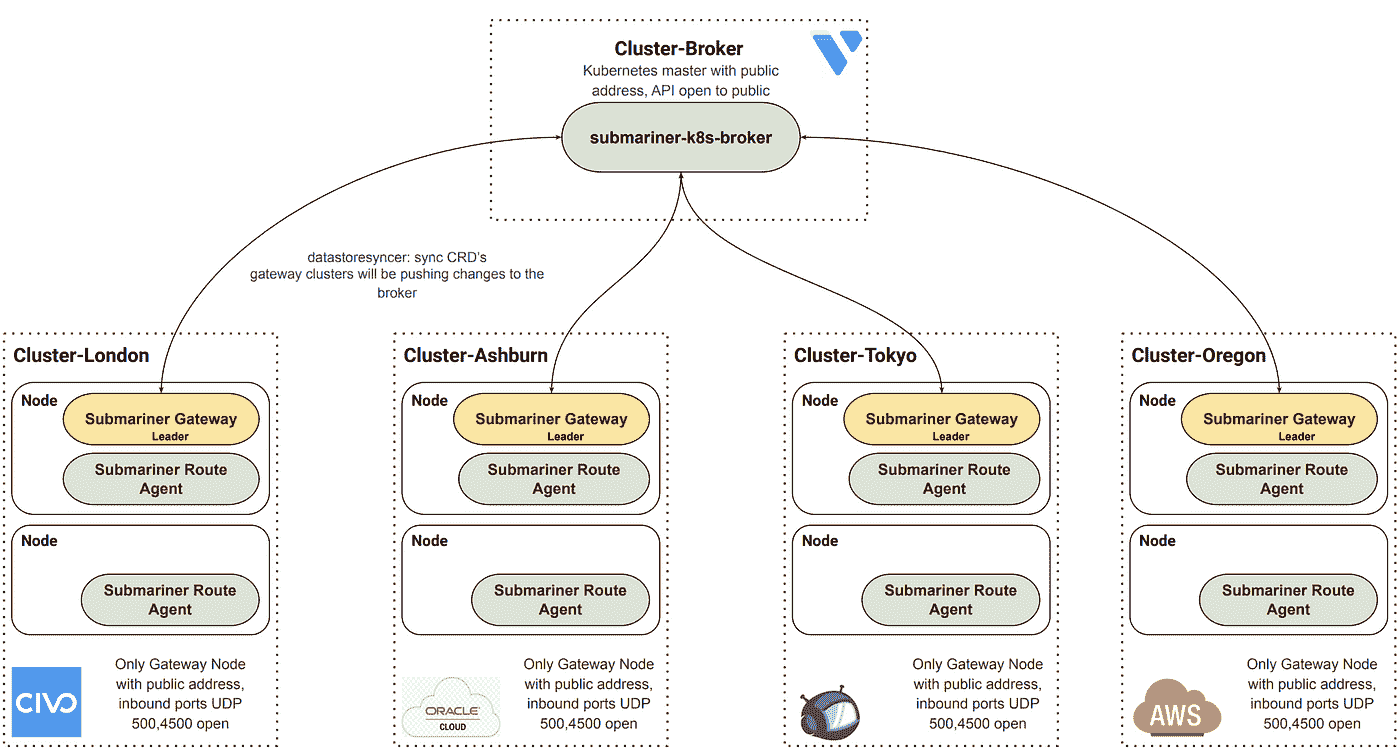 Cluster-Broker
Kubernetes master with public
address, API open to public
submariner-k8s-broker
datastoresyncer: sync CRD's
gateway clusters will be pushing changes to the
broker
Cluster-London
Node
Submariner Gateway
Leader
Submariner Route
Agent
Node
Submariner Route
Agent
CIVO
Only Gateway Node
with public address,
inbound ports UDP
500,4500 open
Cluster-Ashburn
Node
Submariner Gateway
Leader
Submariner Route
Agent
Node
Submariner Route
Agent
ORACLE
CLOUD
Only Gateway Node
with public address,
inbound ports UDP
500,4500 open
Cluster-Tokyo
Node
Submariner Gateway
Leader
Submariner Route
Agent
Node
Submariner Route
Agent
Only Gateway Node
with public address,
inbound ports UDP
500,4500 open
Cluster-Oregon
Node
Submariner Gateway
Leader
Submariner Route
Agent
Node
Submariner Route
Agent
AWS
Only Gateway Node
with public address,
inbound ports UDP
500,4500 open